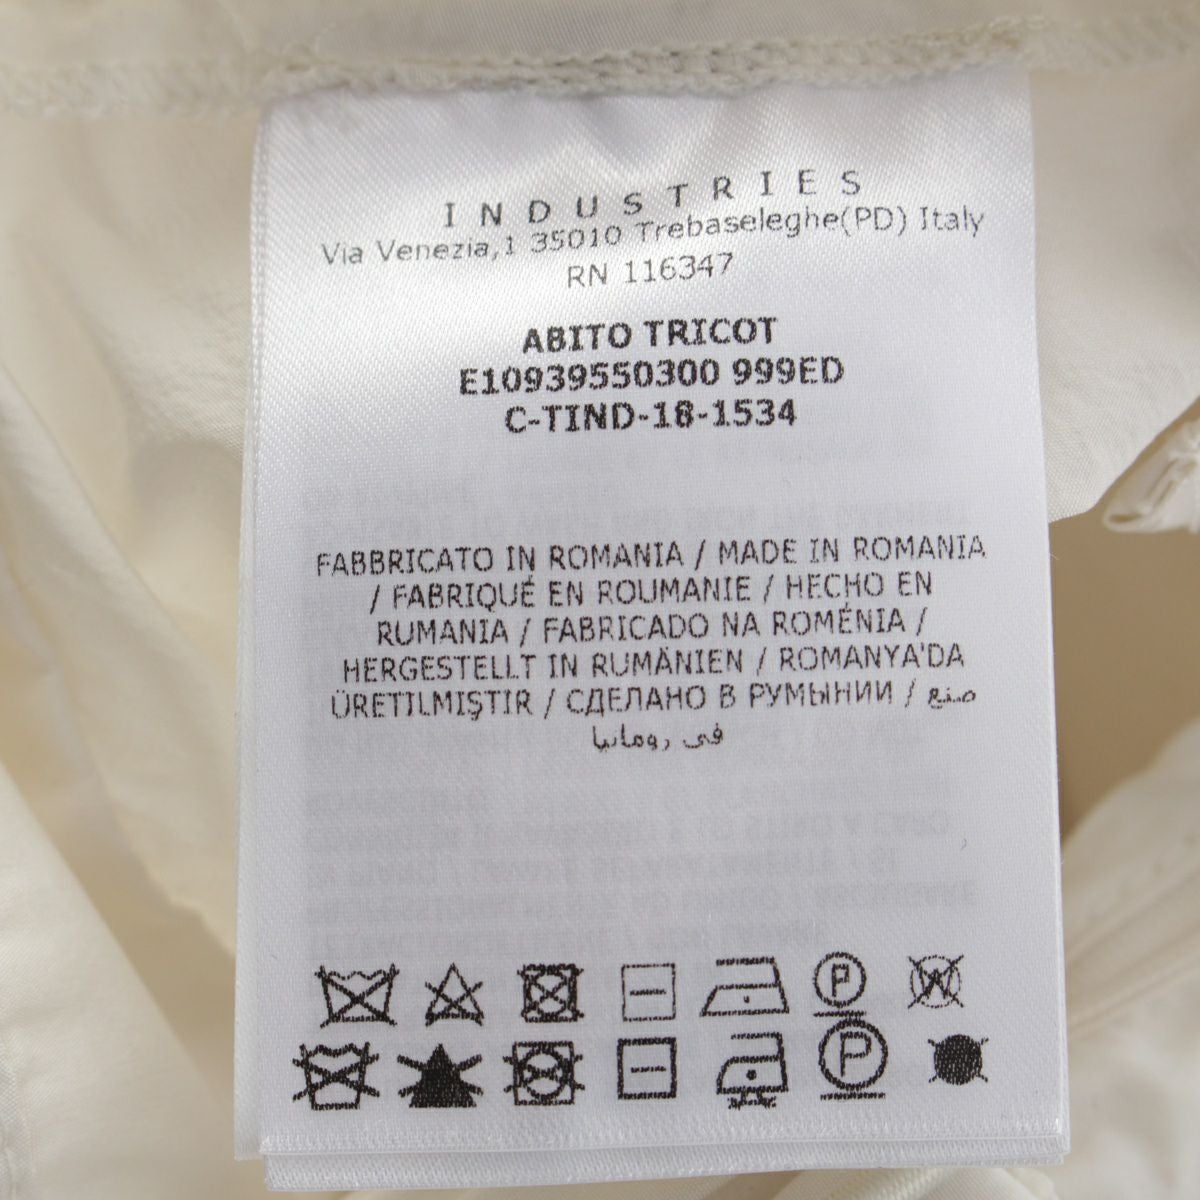 INDUSTRIES
Via Venezia,1 35010 Trebaseleghe(PD) Italy
RN 116347
ABITO TRICOT
E10939550300 999ED
C-TIND-18-1534
FABBRICATO IN ROMANIA / MADE IN ROMANIA
/ FABRIQUÉ EN ROUMANIE / HECHO EN
RUMANIA / FABRICADO NA ROMÉNIA /
HERGESTELLT IN RUMÄNIEN / ROMANYA'DA
ÜRETILMIŞTIR / СДЕЛАНО В РУМЫНИИ / صنع
في رومانيا
P W
P